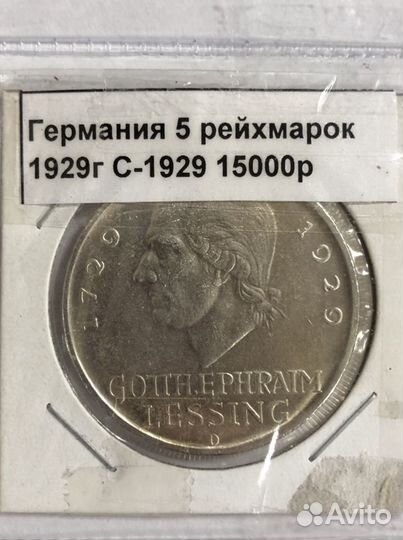 Германия 5 рейхмарок
1929г С-1929 15000р
1729
1929
GOTTH.EPHRAIM
LESSING
D
Avito